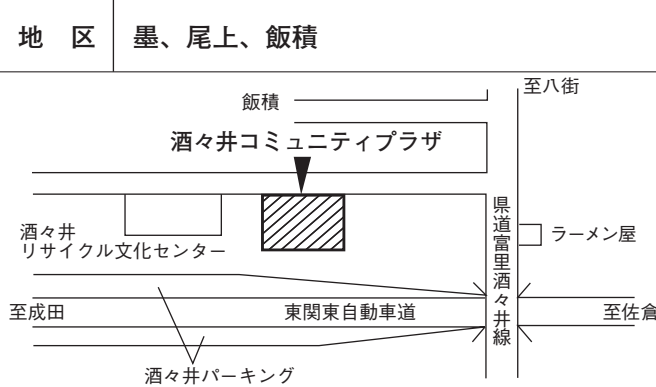 地　区
墨、尾上、飯積
至八街
飯積
酒々井コミュニティプラザ
酒々井
リサイクル文化センター
県道富里酒々井線
ラーメン屋
至成田
東関東自動車道
至佐倉
酒々井パーキング